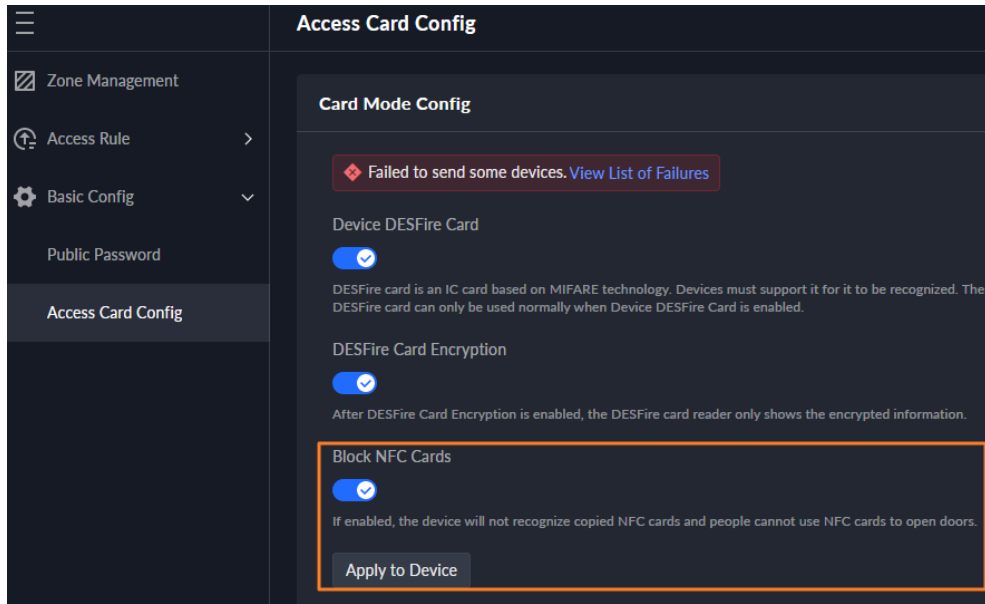 Access Card Config
Zone Management
Access Rule
Basic Config
Public Password
Access Card Config
Card Mode Config
Failed to send some devices. View List of Failures
Device DESFire Card
DESFire card is an IC card based on MIFARE technology. Devices must support it for it to be recognized. The
DESFire card can only be used normally when Device DESFire Card is enabled.
DESFire Card Encryption
After DESFire Card Encryption is enabled, the DESFire card reader only shows the encrypted information.
Block NFC Cards
If enabled, the device will not recognize copied NFC cards and people cannot use NFC cards to open doors.
Apply to Device